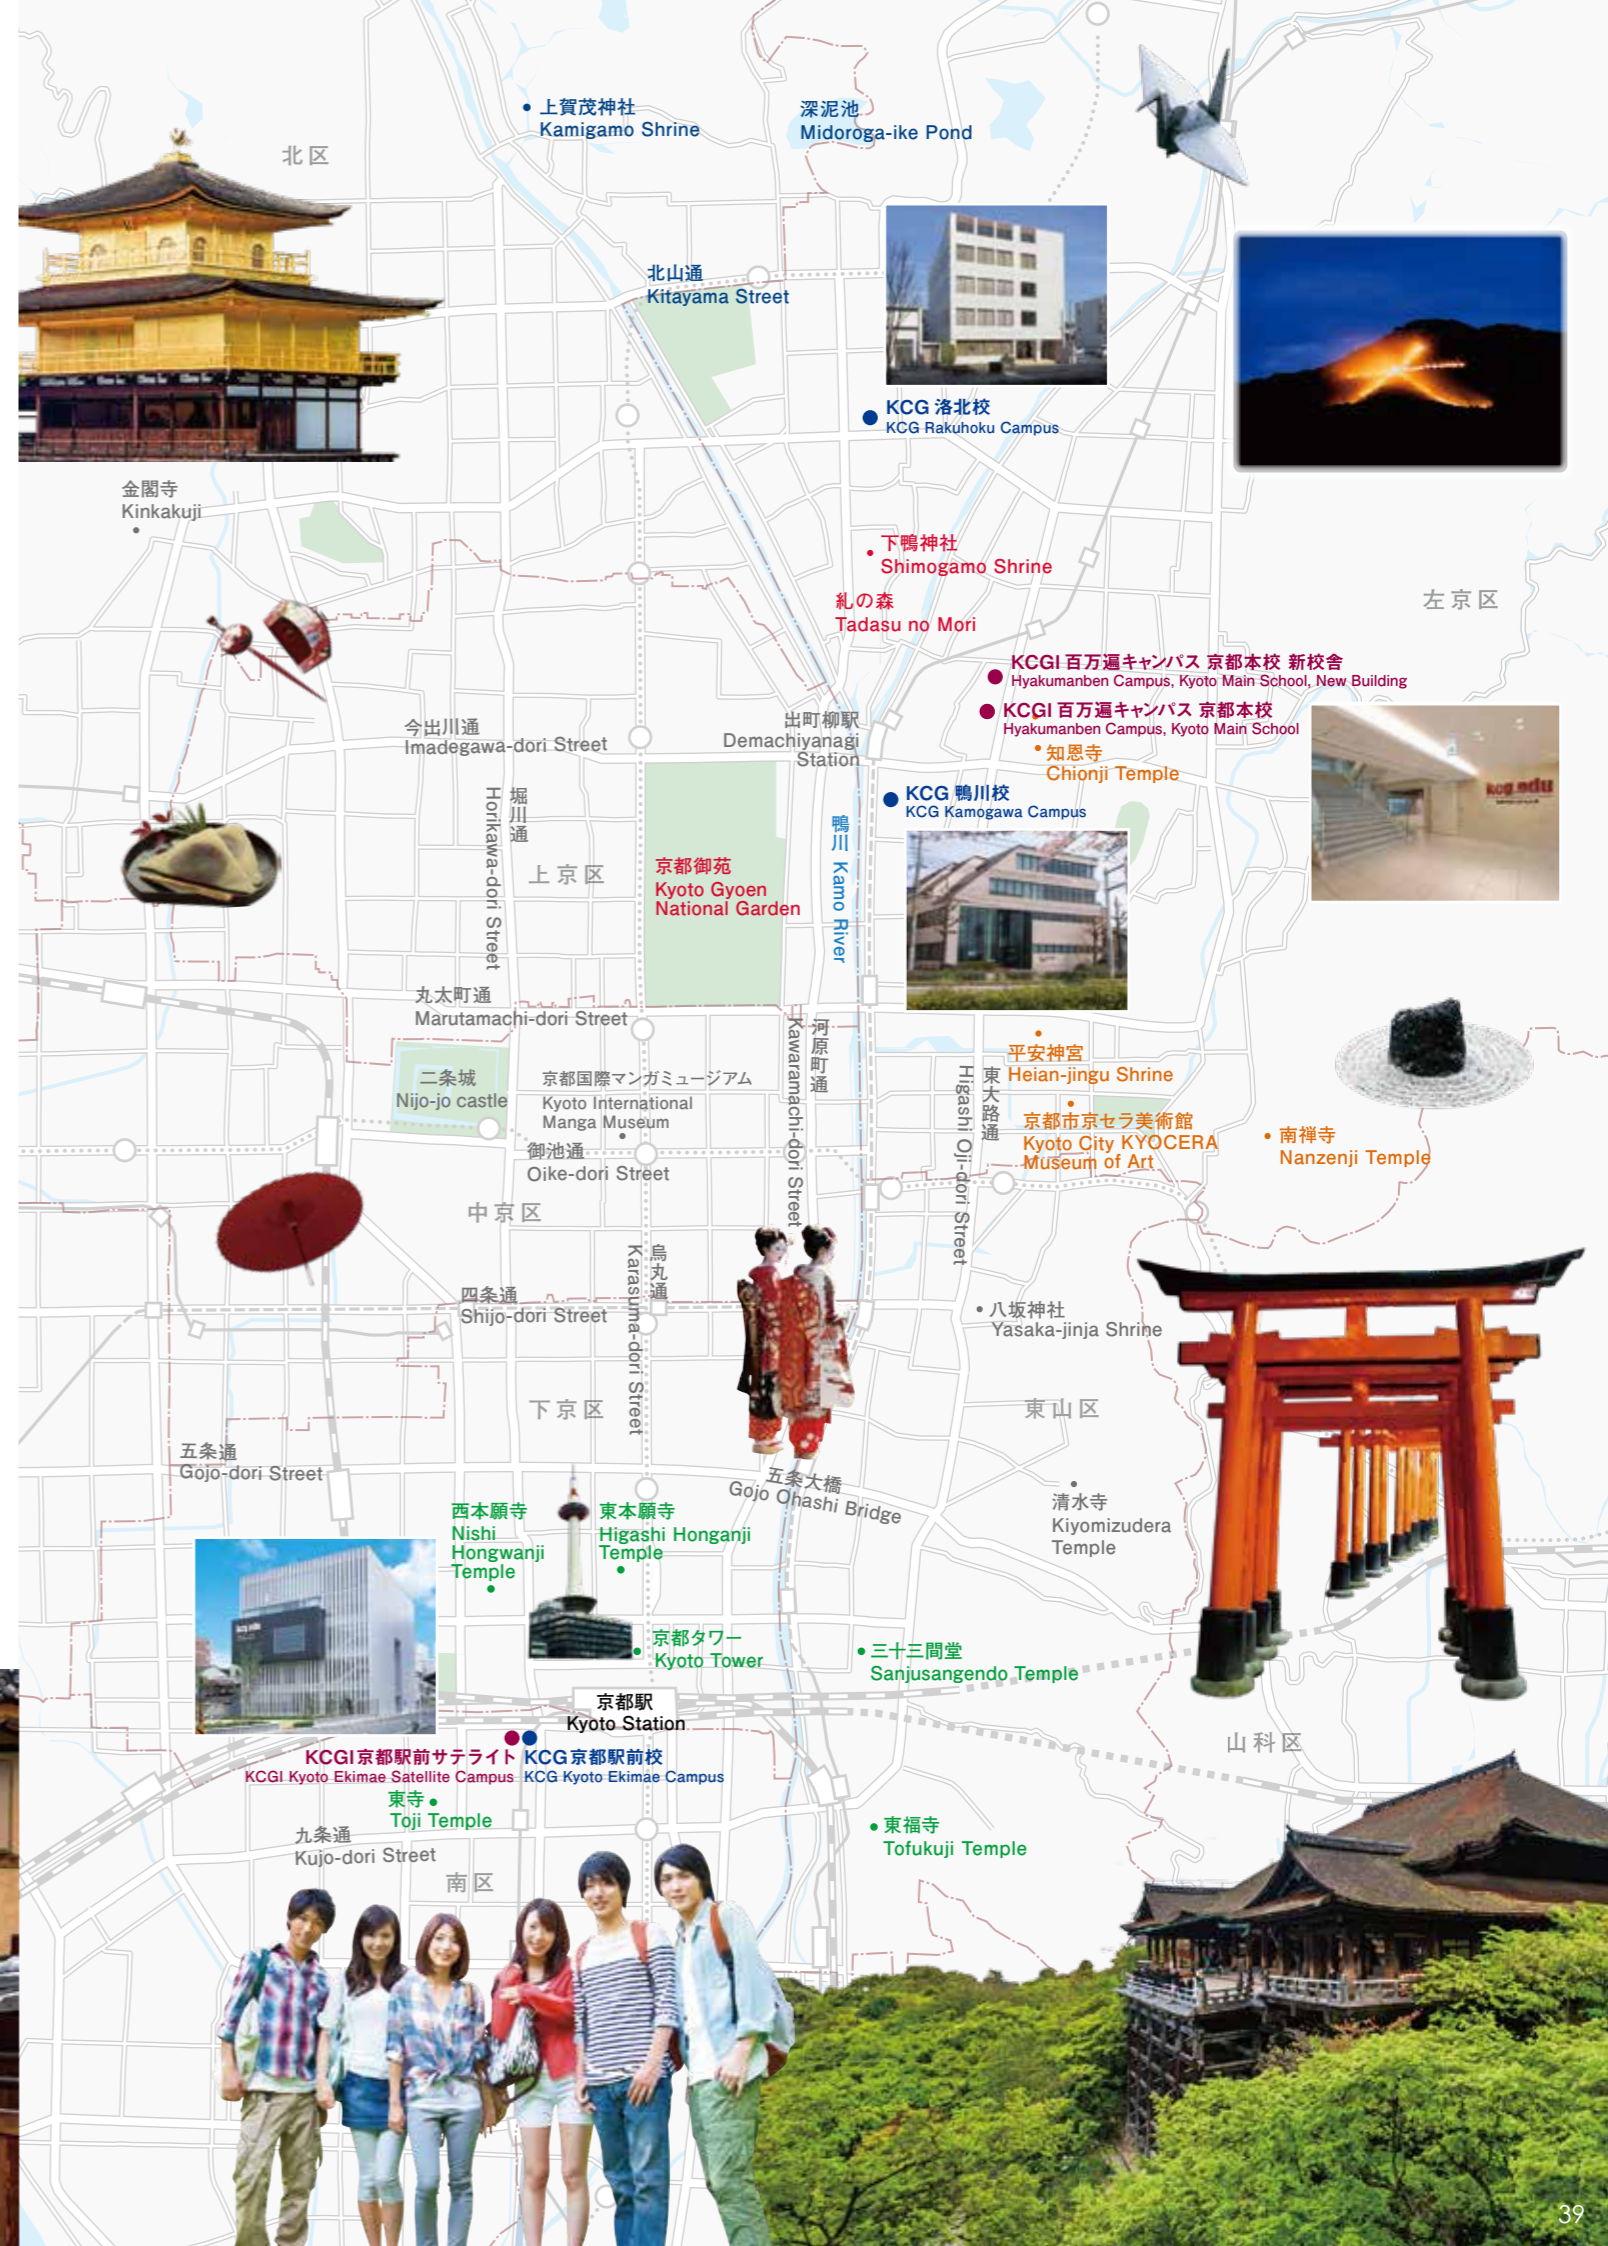 上賀茂神社
Kamigamo Shrine
深泥池
Midoroga-ike Pond
北区
北山通
Kitayama Street
KCG 洛北校
KCG Rakuhoku Campus
金閣寺
Kinkakuji
下鴨神社
Shimogamo Shrine
糺の森
Tadasu no Mori
左京区
KCGI 百万遍キャンパス 京都本校 新校舎
Hyakumanben Campus, Kyoto Main School, New Building
KCGI 百万遍キャンパス 京都本校
Hyakumanben Campus, Kyoto Main School
出町柳駅
Demachiyanagi
Station
今出川通
Imadegawa-dori Street
知恩寺
Chionji Temple
kcg.edu
KCG 鴨川校
KCG Kamogawa Campus
堀川通
Horikawa-dori Street
鴨川 Kamo River
上京区
京都御苑
Kyoto Gyoen
National Garden
丸太町通
Marutamachi-dori Street
河原町通
Kawaramachi-dori Street
平安神宮
Heian-jingu Shrine
東大路通
Higashi Oji-dori Street
二条城
Nijo-jo castle
京都国際マンガミュージアム
Kyoto International
Manga Museum
京都市京セラ美術館
Kyoto City KYOCERA
Museum of Art
南禅寺
Nanzenji Temple
御池通
Oike-dori Street
中京区
烏丸通
Karasuma-dori Street
四条通
Shijo-dori Street
八坂神社
Yasaka-jinja Shrine
下京区
東山区
五条通
Gojo-dori Street
五条大橋
Gojo Ohashi Bridge
清水寺
Kiyomizudera
Temple
西本願寺
Nishi
Hongwanji
Temple
東本願寺
Higashi Honganji
Temple
京都タワー
Kyoto Tower
三十三間堂
Sanjusangendo Temple
京都駅
Kyoto Station
山科区
KCGI京都駅前サテライト
KCGI Kyoto Ekimae Satellite Campus
KCG京都駅前校
KCG Kyoto Ekimae Campus
東寺
Toji Temple
東福寺
Tofukuji Temple
九条通
Kujo-dori Street
南区
39